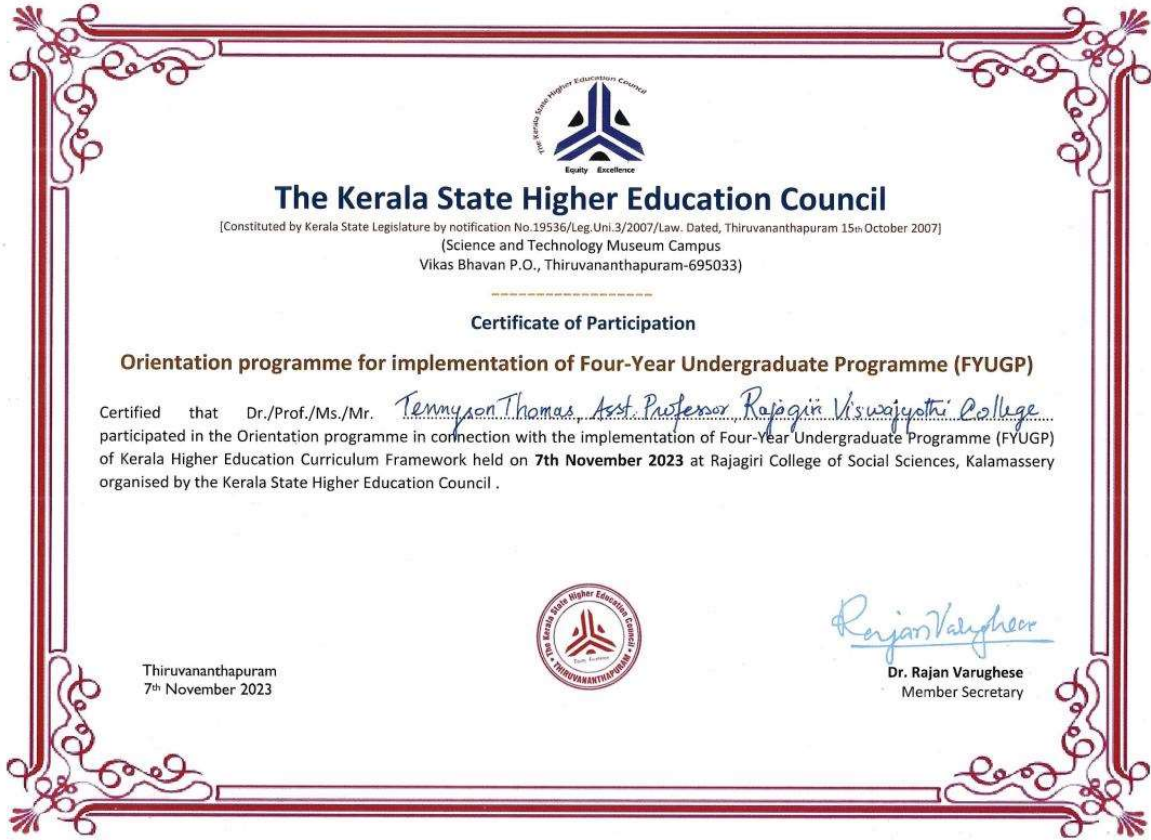 The Kerala State Higher Education Council
Equity Excellence
The Kerala State Higher Education Council
[Constituted by Kerala State Legislature by notification No.19536/Leg.Uni.3/2007/Law. Dated, Thiruvananthapuram 15th October 2007]
(Science and Technology Museum Campus
Vikas Bhavan P.O., Thiruvananthapuram-695033)
Certificate of Participation
Orientation programme for implementation of Four-Year Undergraduate Programme (FYUGP)
Certified that Dr./Prof./Ms./Mr. Tennyson Thomas, Asst. Professor, Rajagiri Viswajyothi College
participated in the Orientation programme in connection with the implementation of Four-Year Undergraduate Programme (FYUGP)
of Kerala Higher Education Curriculum Framework held on 7th November 2023 at Rajagiri College of Social Sciences, Kalamassery
organised by the Kerala State Higher Education Council .
The Kerala State Higher Education Council
Equity Excellence
THIRUVANANTHAPURAM
Rajan Varughese
Thiruvananthapuram
7th November 2023
Dr. Rajan Varughese
Member Secretary